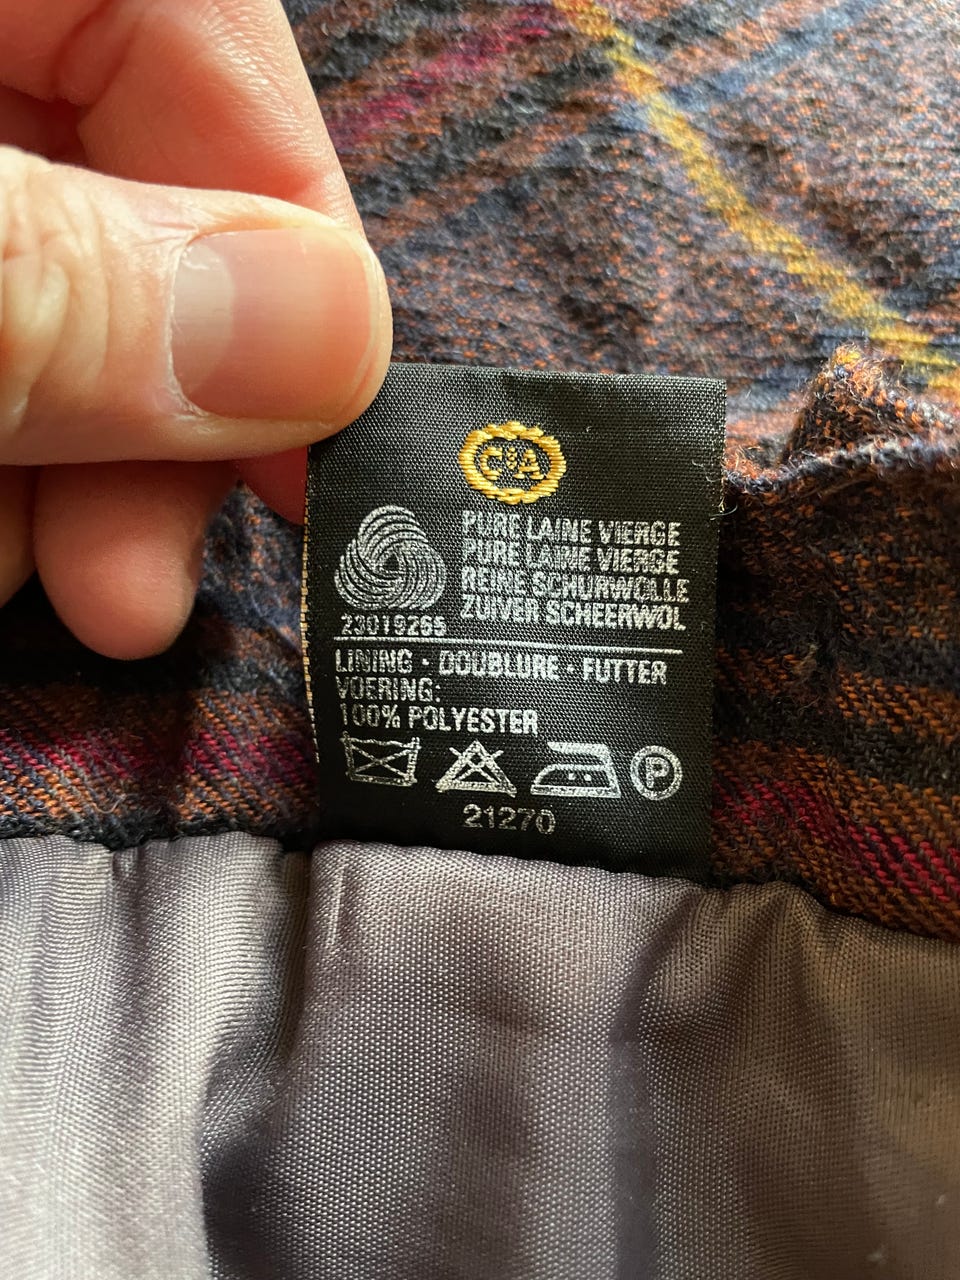 C&A
PURE LAINE VIERGE
PURE LAINE VIERGE
REINE SCHURWOLLE
ZUIVER SCHEERWOL
23019265
LINING · DOUBLURE · FUTTER
VOERING:
100% POLYESTER
P
21270